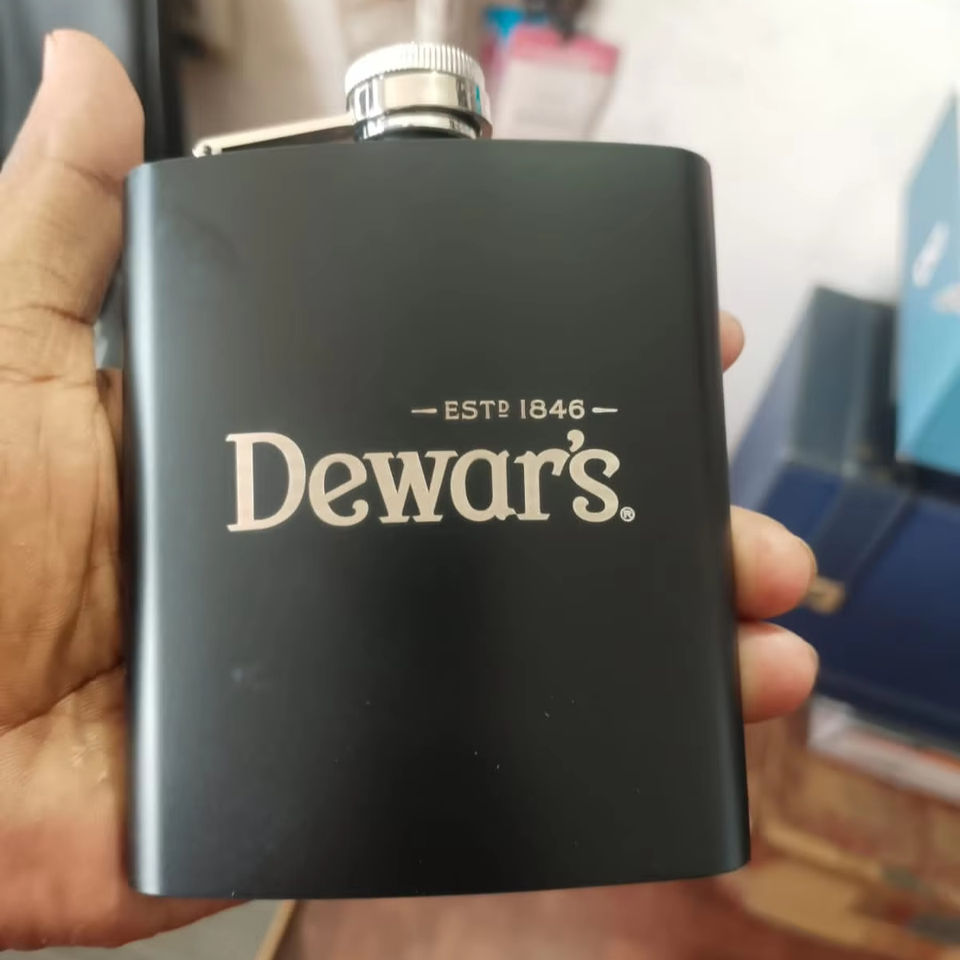 — ESTD 1846 —
Dewar's®